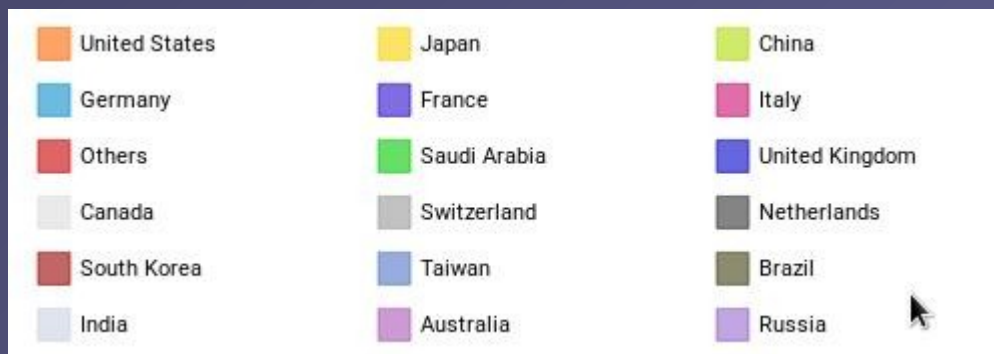 United States Japan China
Germany France Italy
Others Saudi Arabia United Kingdom
Canada Switzerland Netherlands
South Korea Taiwan Brazil
India Australia Russia